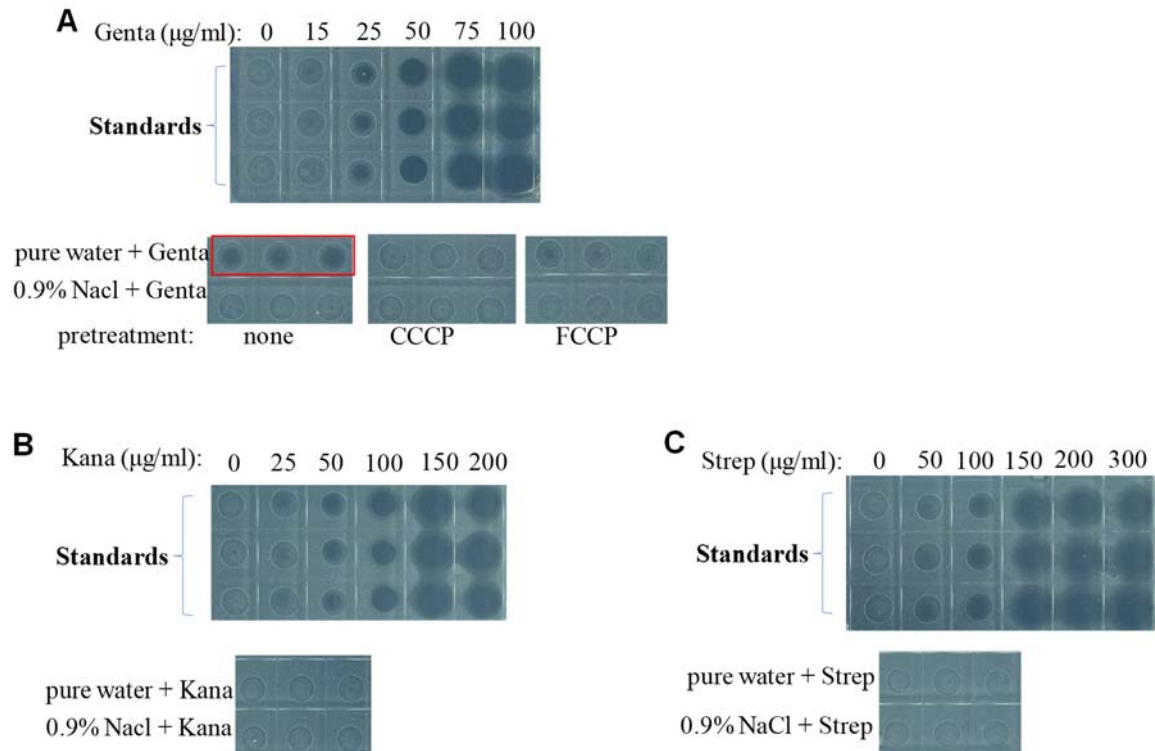 A
Genta (μg/ml): 0 15 25 50 75 100
Standards
pure water + Genta
0.9% Nacl + Genta
pretreatment: none CCCP FCCP
B
Kana (μg/ml): 0 25 50 100 150 200
Standards
pure water + Kana
0.9% Nacl + Kana
C
Strep (μg/ml): 0 50 100 150 200 300
Standards
pure water + Strep
0.9% NaCl + Strep